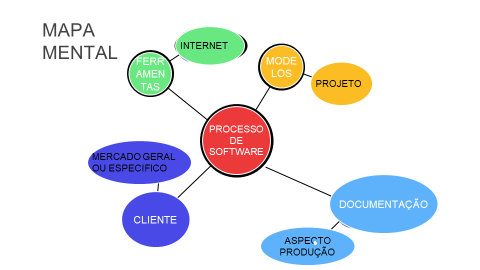 MAPA
MENTAL
INTERNET
FERR
AMEN
TAS
MODE
LOS
PROJETO
PROCESSO
DE
SOFTWARE
MERCADO GERAL
OU ESPECIFICO
CLIENTE
DOCUMENTAÇÃO
ASPECTO
PRODUÇÃO